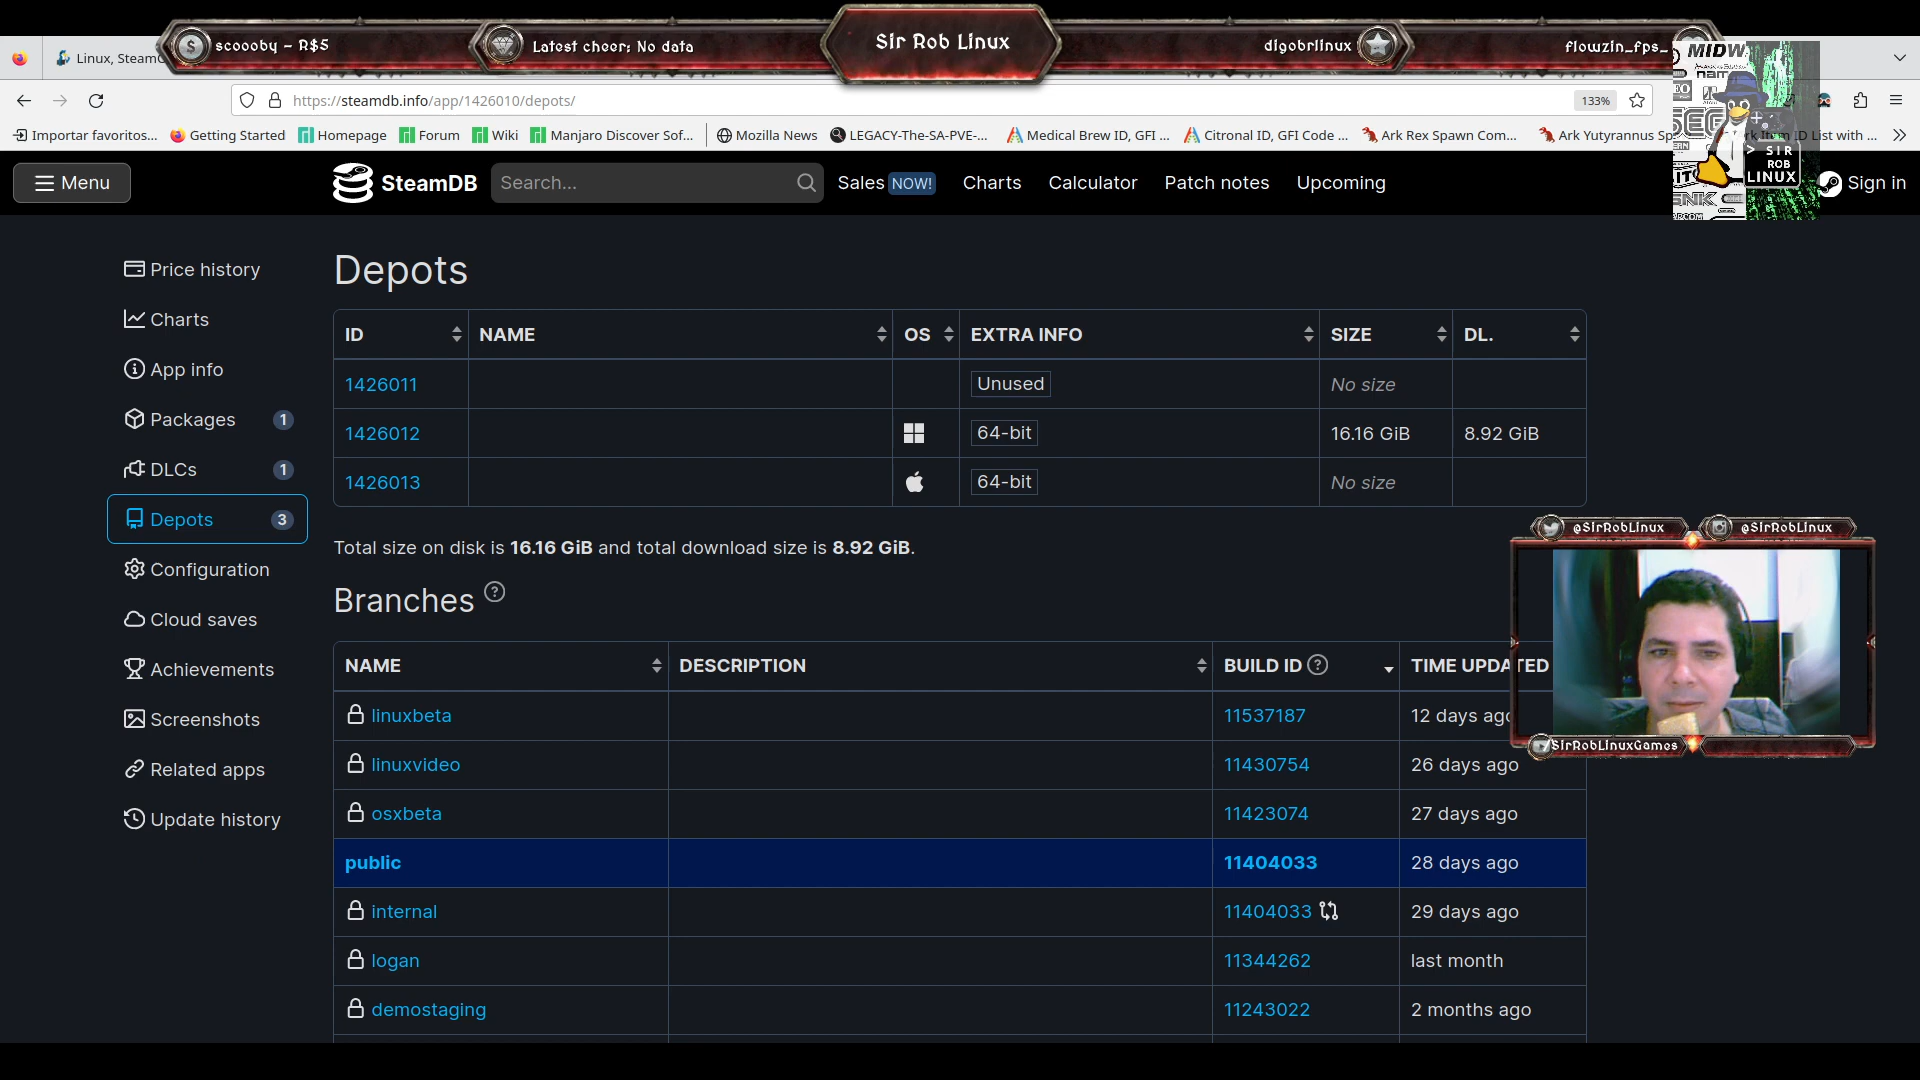 scoooby - R$5
Latest cheer: No data
Sir Rob Linux
digobrlinux
flowzin_fps_
Linux, SteamD
https://steamdb.info/app/1426010/depots/
133%
Importar favoritos...
Getting Started
Homepage
Forum
Wiki
Manjaro Discover Sof...
Mozilla News
LEGACY-The-SA-PVE-...
Medical Brew ID, GFI ...
Citronal ID, GFI Code ...
Ark Rex Spawn Com...
Ark Yutyrannus Sp
ID List with ...
MIDW
> SIR
ROB
LINUX
Menu
SteamDB
Search...
Sales NOW!
Charts
Calculator
Patch notes
Upcoming
Sign in
Price history
Charts
App info
Packages 1
DLCs 1
Depots 3
Configuration
Cloud saves
Achievements
Screenshots
Related apps
Update history
Depots
ID NAME OS EXTRA INFO SIZE DL.
1426011 Unused No size
1426012 64-bit 16.16 GiB 8.92 GiB
1426013 64-bit No size
Total size on disk is 16.16 GiB and total download size is 8.92 GiB.
Branches ?
NAME DESCRIPTION BUILD ID ? TIME UPDATED
linuxbeta 11537187 12 days ago
linuxvideo 11430754 26 days ago
osxbeta 11423074 27 days ago
public 11404033 28 days ago
internal 11404033 29 days ago
logan 11344262 last month
demostaging 11243022 2 months ago
@SirRobLinux
@SirRobLinux
SirRobLinuxGames